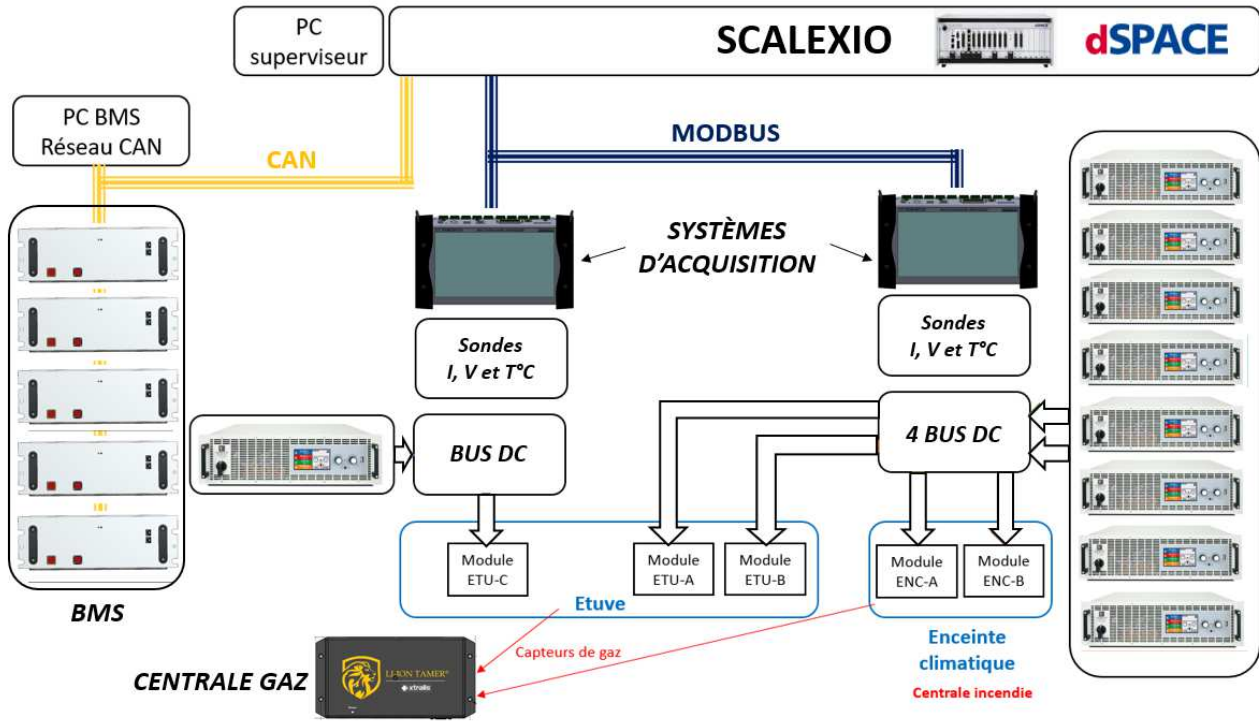 PC
superviseur
SCALEXIO
dSPACE
PC BMS
Réseau CAN
CAN
MODBUS
SYSTÈMES
D'ACQUISITION
Sondes
I, V et T°C
Sondes
I, V et T°C
BUS DC
4 BUS DC
Module
ETU-C
Module
ETU-A
Module
ETU-B
Module
ENC-A
Module
ENC-B
BMS
Etuve
Enceinte
climatique
Centrale incendie
Capteurs de gaz
CENTRALE GAZ
LI-ION TAMER®
xtralis